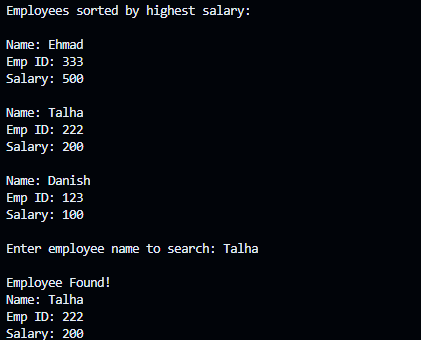 Employees sorted by highest salary:
Name: Ehmad
Emp ID: 333
Salary: 500
Name: Talha
Emp ID: 222
Salary: 200
Name: Danish
Emp ID: 123
Salary: 100
Enter employee name to search: Talha
Employee Found!
Name: Talha
Emp ID: 222
Salary: 200